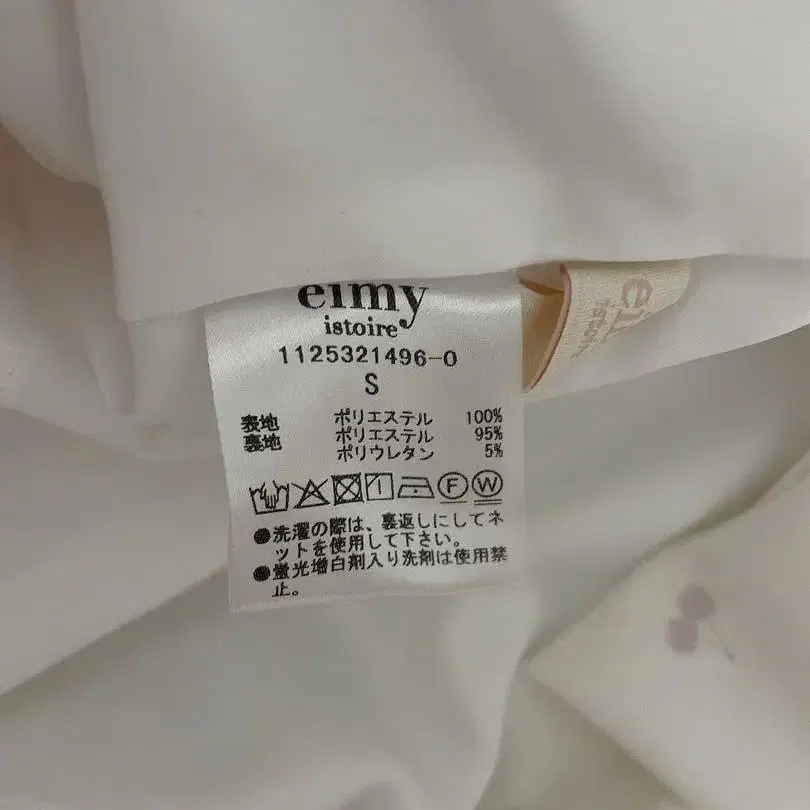 eimy
istoire
1125321496-0
S
表地 ポリエステル 100%
裏地 ポリエステル 95%
ポリウレタン 5%
F W
●洗濯の際は、裏返しにしてネ
ットを使用して下さい。
●蛍光増白剤入り洗剤は使用禁
止。